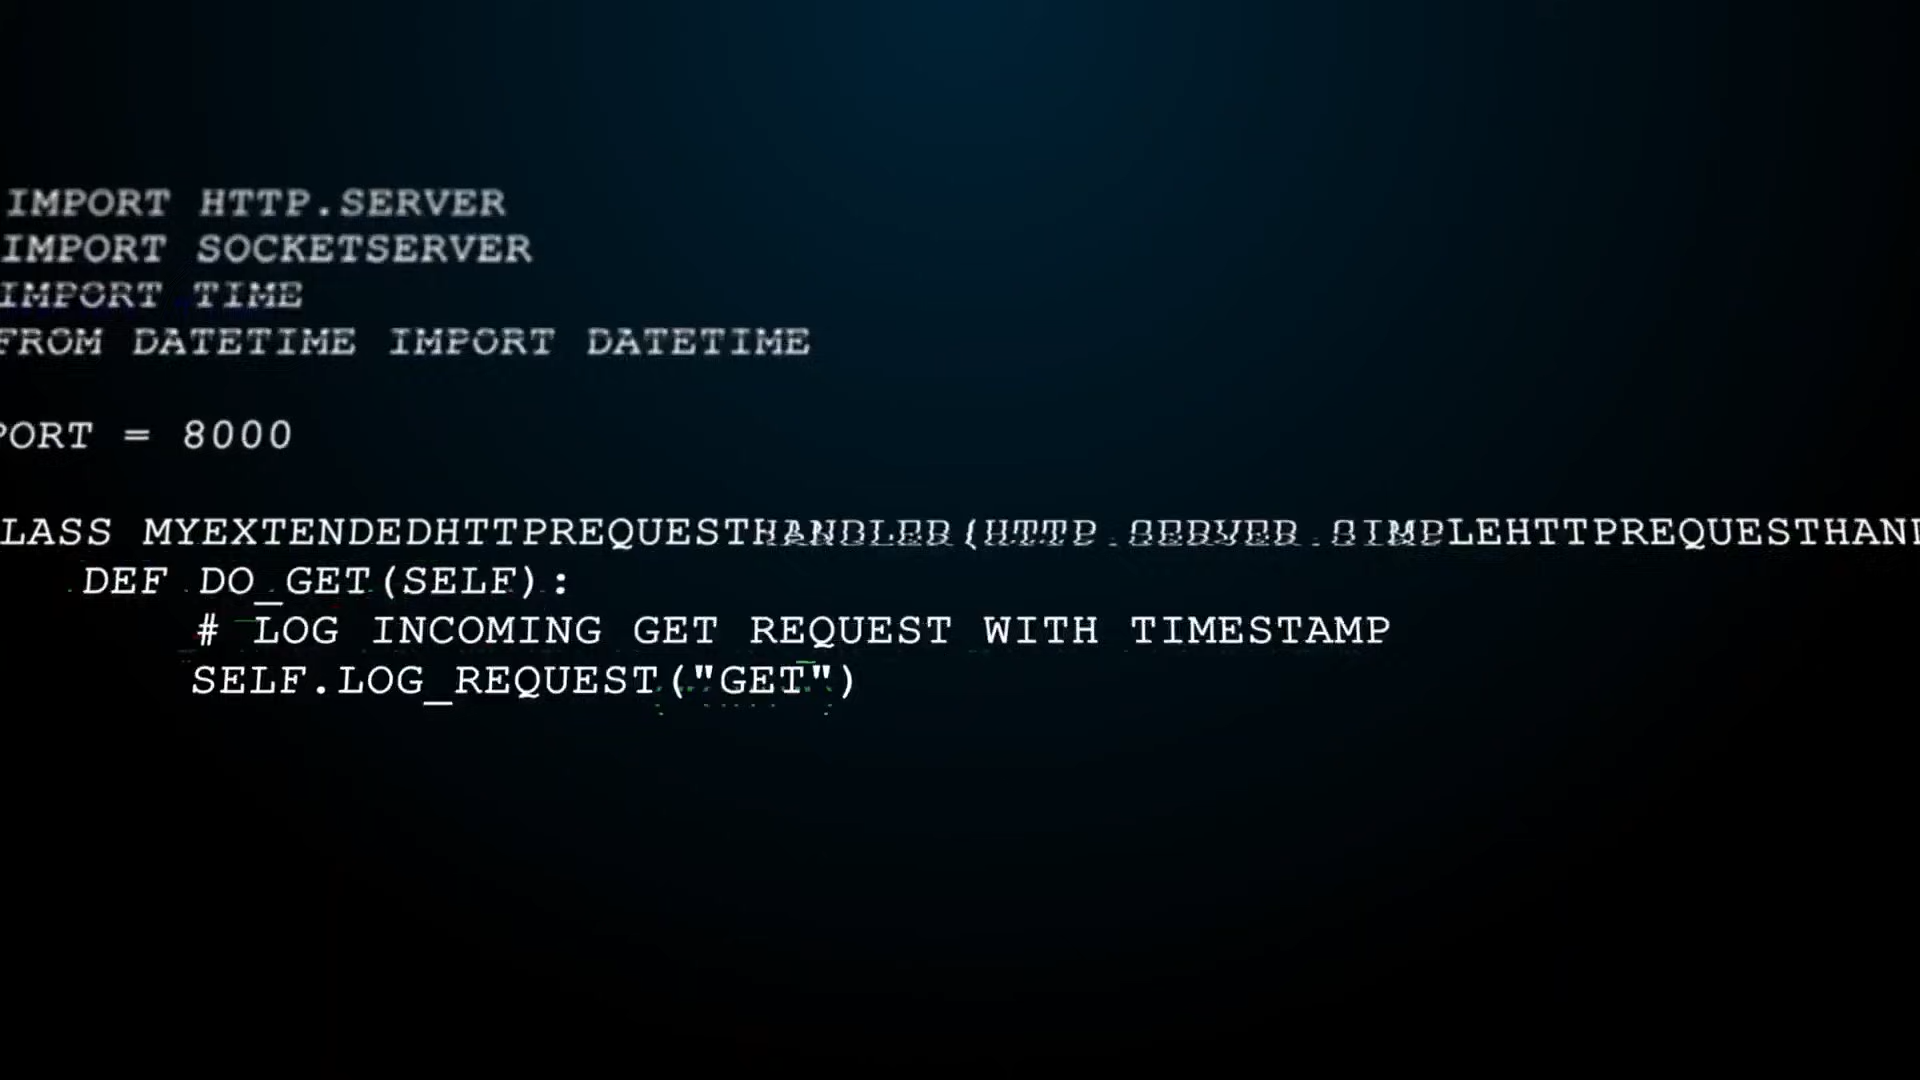 IMPORT HTTP.SERVER
IMPORT SOCKETSERVER
IMPORT TIME
FROM DATETIME IMPORT DATETIME
PORT = 8000
LASS MYEXTENDEDHTTPREQUESTHANDLER(HTTP.SERVER.SIMPLEHTTPREQUESTHAND
DEF DO_GET(SELF):
# LOG INCOMING GET REQUEST WITH TIMESTAMP
SELF.LOG_REQUEST("GET")